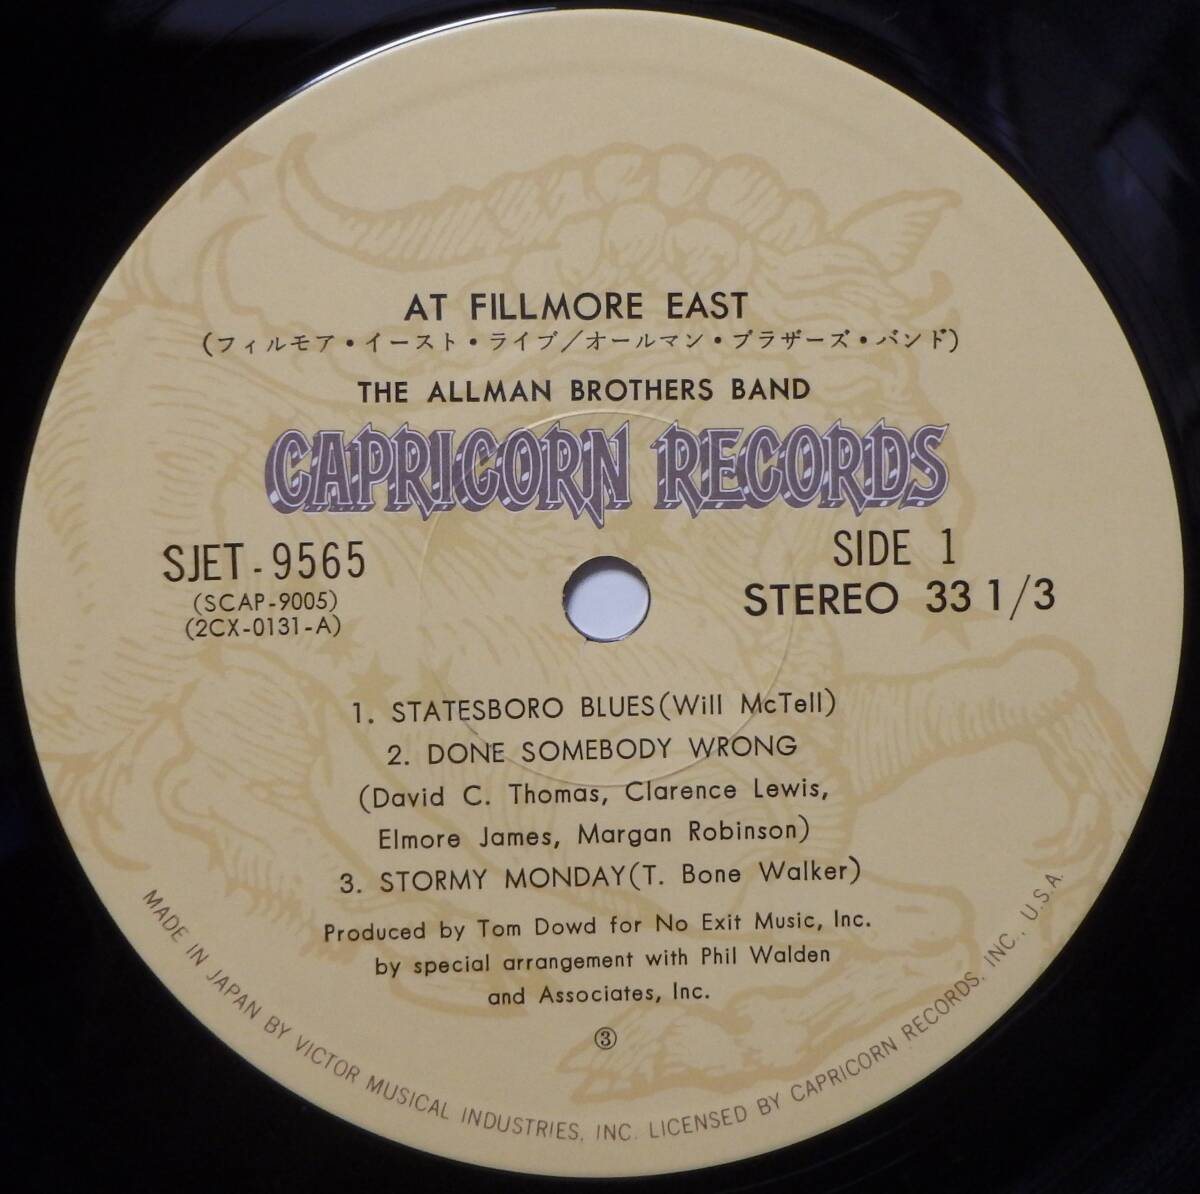 AT FILLMORE EAST
(フィルモア・イースト・ライブ/オールマン・ブラザーズ・バンド)
THE ALLMAN BROTHERS BAND
CAPRICORN RECORDS
SJET-9565
(SCAP-9005)
(2CX-0131-A)
SIDE 1
STEREO 33 1/3
1. STATESBORO BLUES(Will McTell)
2. DONE SOMEBODY WRONG
(David C. Thomas, Clarence Lewis,
Elmore James, Margan Robinson)
3. STORMY MONDAY(T. Bone Walker)
Produced by Tom Dowd for No Exit Music, Inc.
by special arrangement with Phil Walden
and Associates, Inc.
③
MADE IN JAPAN BY VICTOR MUSICAL INDUSTRIES, INC. LICENSED BY CAPRICORN RECORDS, INC., U.S.A.